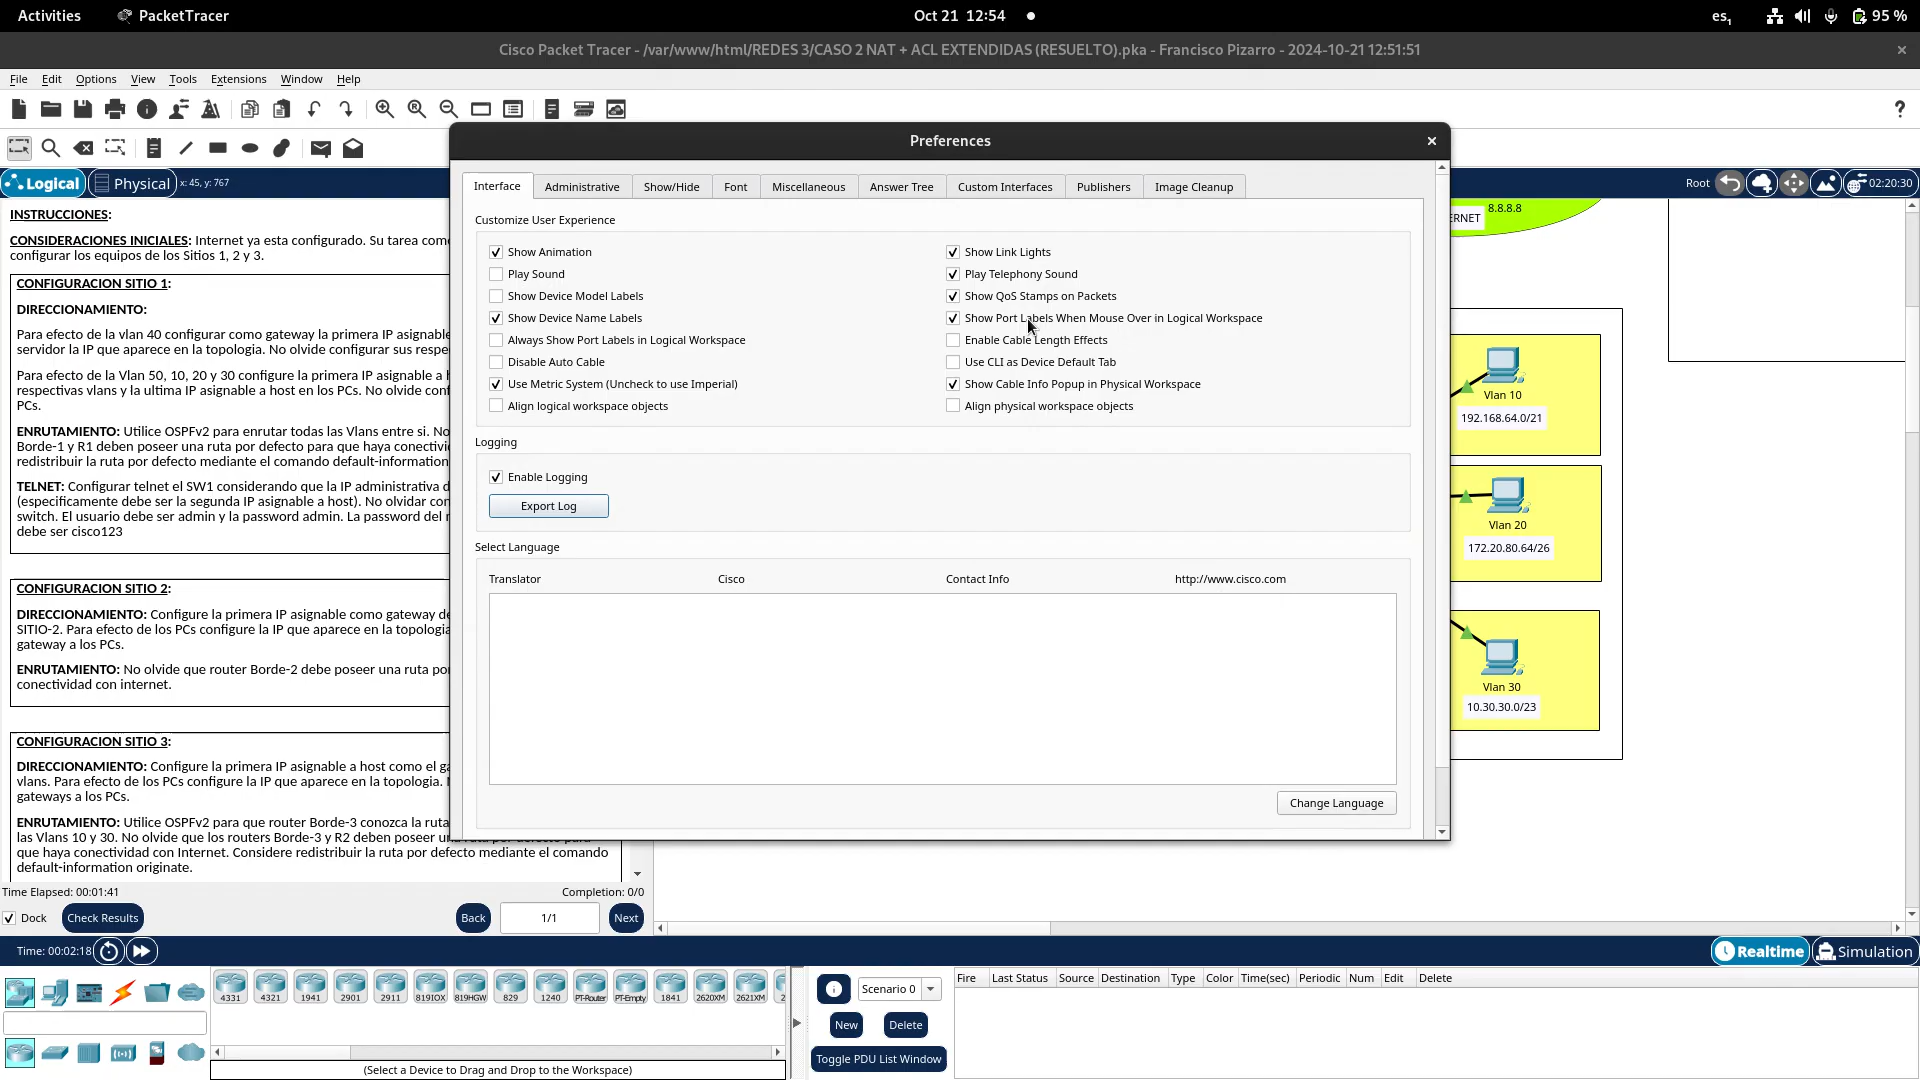 Activities
PacketTracer
Oct 21 12:54
es₁
95 %
Cisco Packet Tracer - /var/www/html/REDES 3/CASO 2 NAT + ACL EXTENDIDAS (RESUELTO).pka - Francisco Pizarro - 2024-10-21 12:51:51
File Edit Options View Tools Extensions Window Help
Logical
Physical
x: 45, y: 767
Root
02:20:30
INSTRUCCIONES:
CONSIDERACIONES INICIALES: Internet ya esta configurado. Su tarea
configurar los equipos de los Sitios 1, 2 y 3.
CONFIGURACION SITIO 1:
DIRECCIONAMIENTO:
Para efecto de la vlan 40 configurar como gateway la primera IP asignable
servidor la IP que aparece en la topología. No olvide configurar sus
Para efecto de la Vlan 50, 10, 20 y 30 configure la primera IP asignable a
respectivas vlans y la ultima IP asignable a host en los PCs. No olvide
PCs.
ENRUTAMIENTO: Utilice OSPFv2 para enrutar todas las Vlans entre si. No
Borde-1 y R1 deben poseer una ruta por defecto para que haya
redistribuir la ruta por defecto mediante el comando default-information
TELNET: Configurar telnet el SW1 considerando que la IP administrativa
(especificamente debe ser la segunda IP asignable a host). No olvidar
switch. El usuario debe ser admin y la password admin. La password del
debe ser cisco123
CONFIGURACION SITIO 2:
DIRECCIONAMIENTO: Configure la primera IP asignable como gateway
SITIO-2. Para efecto de los PCs configure la IP que aparece en la topologia
gateway a los PCs.
ENRUTAMIENTO: No olvide que router Borde-2 debe poseer una ruta
conectividad con internet.
CONFIGURACION SITIO 3:
DIRECCIONAMIENTO: Configure la primera IP asignable a host como el
vlans. Para efecto de los PCs configure la IP que aparece en la topologia.
gateways a los PCs.
ENRUTAMIENTO: Utilice OSPFv2 para que router Borde-3 conozca la ruta
las Vlans 10 y 30. No olvide que los routers Borde-3 y R2 deben poseer
que haya conectividad con Internet. Considere redistribuir la ruta por defecto mediante el comando
default-information originate.
Time Elapsed: 00:01:41
Completion: 0/0
Dock
Check Results
Back
1/1
Next
Preferences
Interface Administrative Show/Hide Font Miscellaneous Answer Tree Custom Interfaces Publishers Image Cleanup
Customize User Experience
Show Animation
Show Link Lights
Play Sound
Play Telephony Sound
Show Device Model Labels
Show QoS Stamps on Packets
Show Device Name Labels
Show Port Labels When Mouse Over in Logical Workspace
Always Show Port Labels in Logical Workspace
Enable Cable Length Effects
Disable Auto Cable
Use CLI as Device Default Tab
Use Metric System (Uncheck to use Imperial)
Show Cable Info Popup in Physical Workspace
Align logical workspace objects
Align physical workspace objects
Logging
Enable Logging
Export Log
Select Language
Translator
Cisco
Contact Info
http://www.cisco.com
Change Language
8.8.8.8
ERNET
Vlan 10
192.168.64.0/21
Vlan 20
172.20.80.64/26
Vlan 30
10.30.30.0/23
Time: 00:02:18
Realtime
Simulation
4331 4321 1941 2901 2911 819IOX 819HGW 829 1240 PT-Router PT-Empty 1841 2620XM 2621XM 2
(Select a Device to Drag and Drop to the Workspace)
Scenario 0
New
Delete
Toggle PDU List Window
Fire Last Status Source Destination Type Color Time(sec) Periodic Num Edit Delete